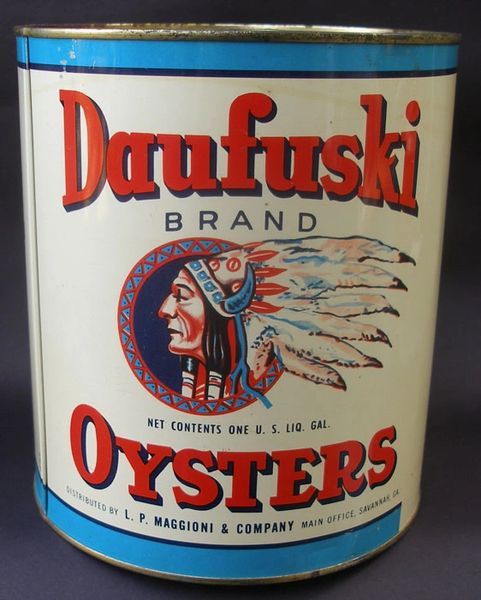 Daufuski
BRAND
NET CONTENTS ONE U. S. LIQ. GAL.
OYSTERS
DISTRIBUTED BY L. P. MAGGIONI & COMPANY MAIN OFFICE, SAVANNAH, GA.